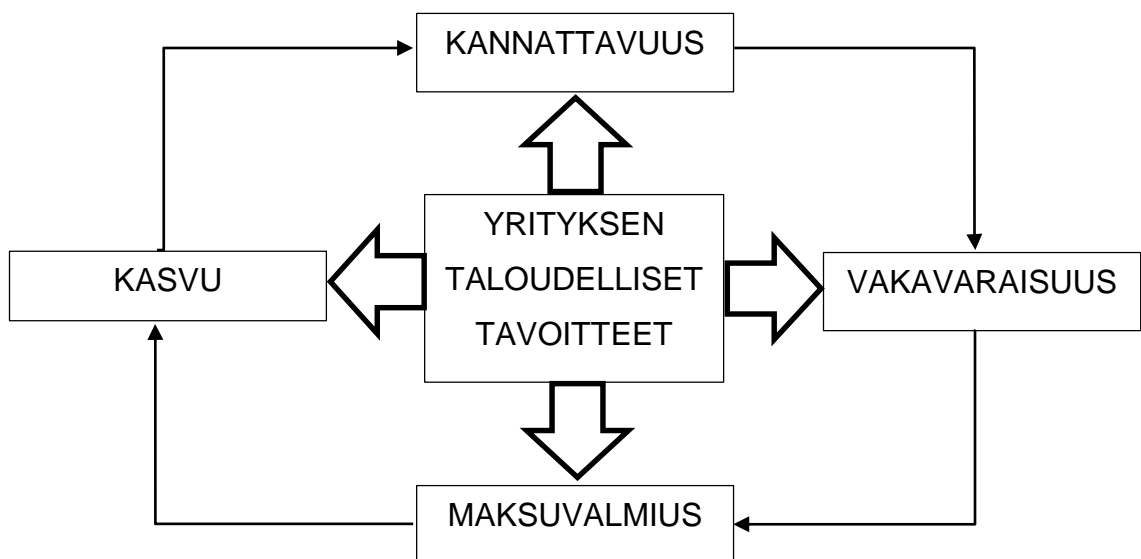 KANNATTAVUUS
YRITYKSEN
TALOUDELLISET
TAVOITTEET
KASVU
VAKAVARAISUUS
MAKSUVALMIUS